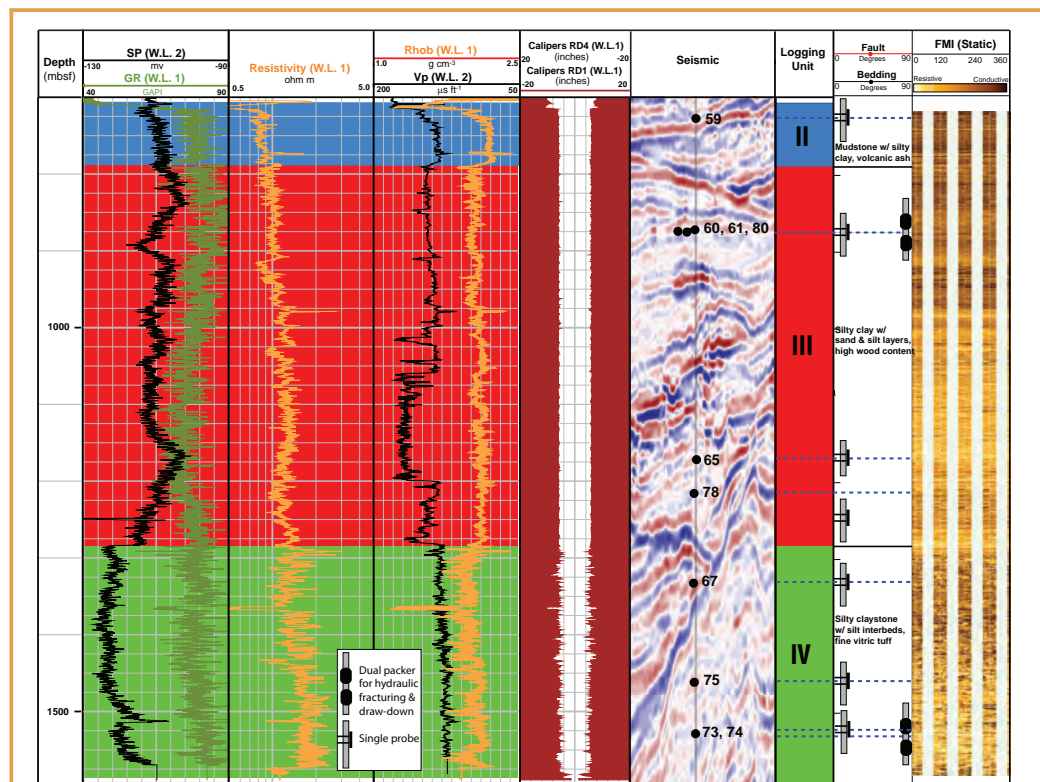 Depth
(mbsf)
SP (W.L. 2)
-130
mv
-90
GR (W.L. 1)
40
GAPI
90
Resistivity (W.L. 1)
ohm m
0.5
5.0
Rhob (W.L. 1)
1.0
g cm-3
2.5
Vp (W.L. 2)
200
µs ft-1
50
Calipers RD4 (W.L.1)
20
(inches)
-20
Calipers RD1 (W.L.1)
-20
(inches)
20
Seismic
Logging
Unit
Fault
0
Degrees
90
Bedding
0
Degrees
90
FMI (Static)
Resistive
Conductive
0
120
240
360
59
II
Mudstone w/ silty
clay, volcanic ash
60, 61, 80
1000
III
Silty clay w/
sand & silt layers,
high wood content
65
78
67
Silty claystone
w/ silt interbeds,
fine vitric tuff
IV
Dual packer
for hydraulic
fracturing &
draw-down
Single probe
75
1500
73, 74